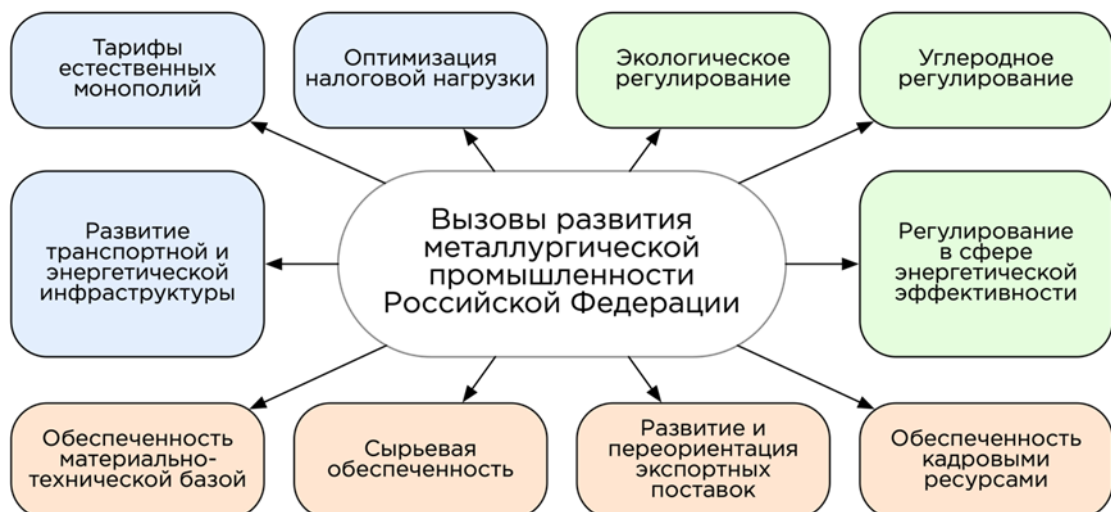 Тарифы
естественных
монополий
Оптимизация
налоговой нагрузки
Экологическое
регулирование
Углеродное
регулирование
Развитие
транспортной и
энергетической
инфраструктуры
Вызовы развития
металлургической
промышленности
Российской Федерации
Регулирование
в сфере
энергетической
эффективности
Обеспеченность
материально-
технической базой
Сырьевая
обеспеченность
Развитие и
переориентация
экспортных
поставок
Обеспеченность
кадровыми
ресурсами